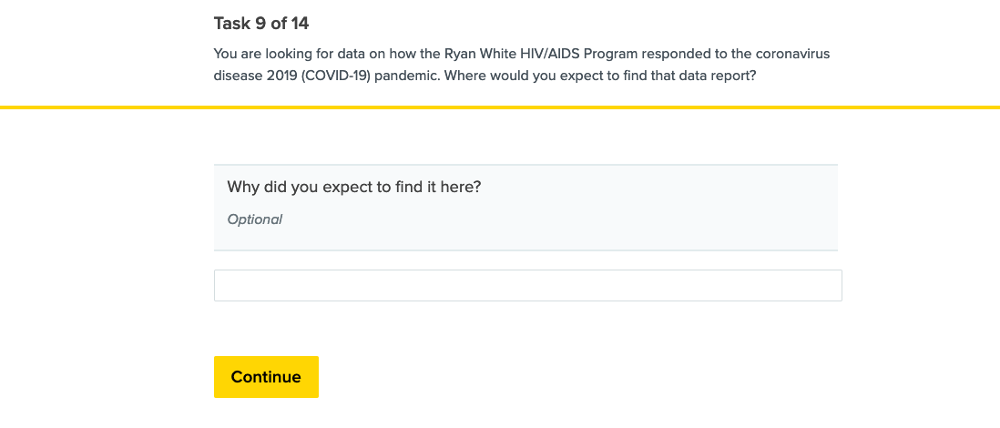 Task 9 of 14
You are looking for data on how the Ryan White HIV/AIDS Program responded to the coronavirus
disease 2019 (COVID-19) pandemic. Where would you expect to find that data report?
Why did you expect to find it here?
Optional
Continue